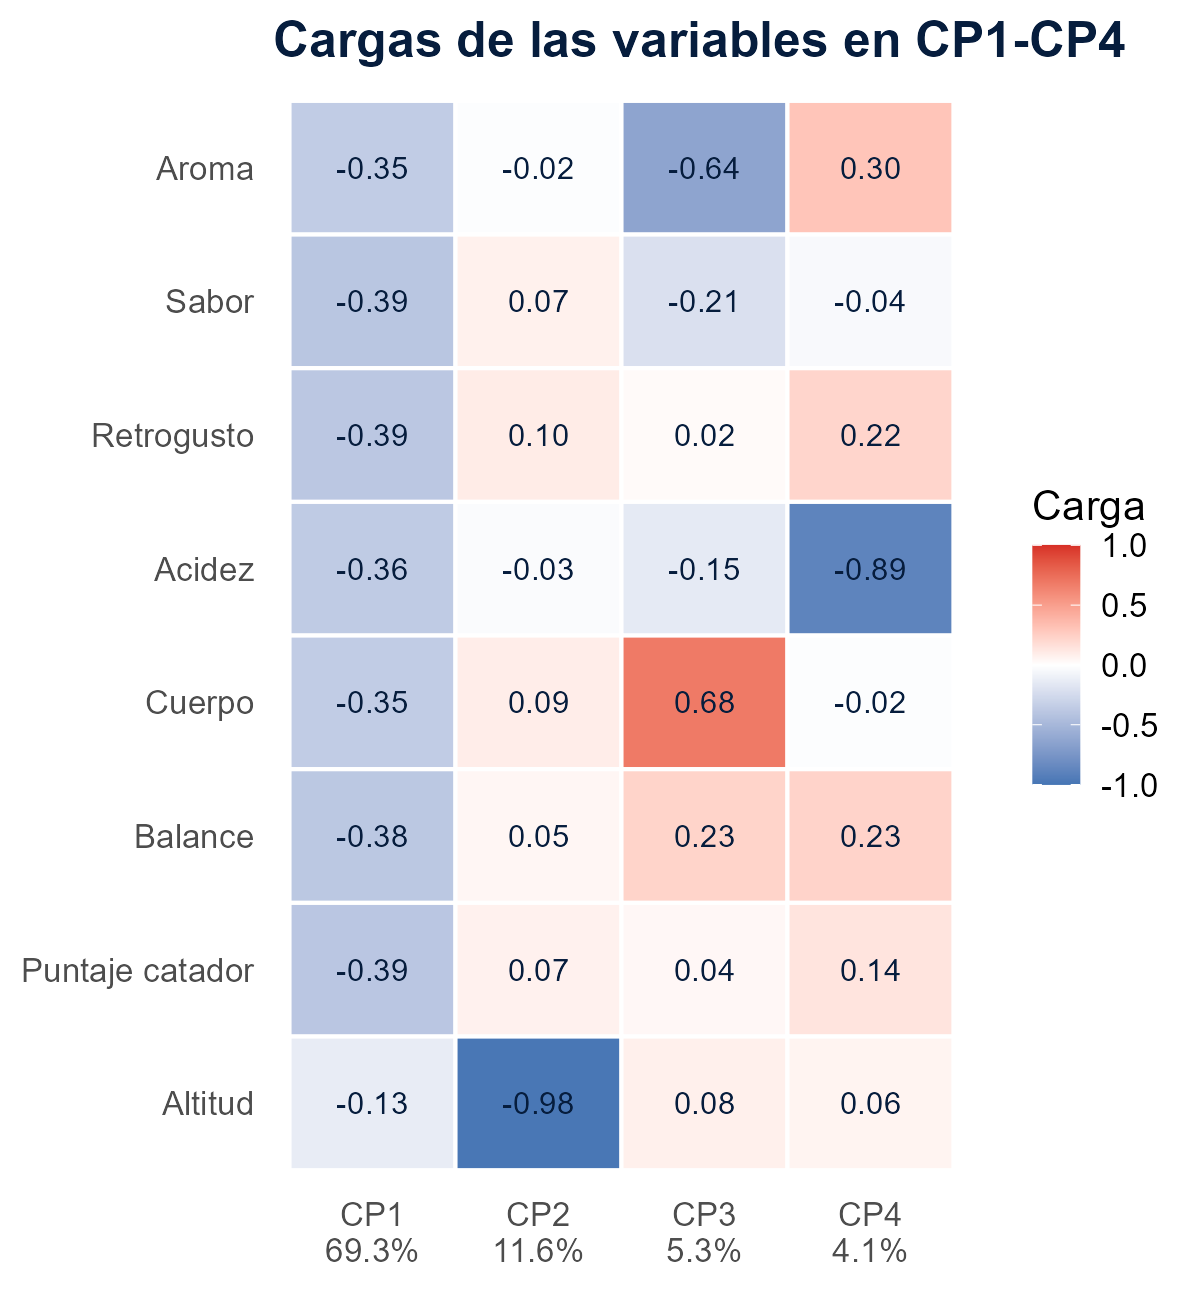 Cargas de las variables en CP1-CP4
Aroma -0.35 -0.02 -0.64 0.30
Sabor -0.39 0.07 -0.21 -0.04
Retrogusto -0.39 0.10 0.02 0.22
Acidez -0.36 -0.03 -0.15 -0.89
Cuerpo -0.35 0.09 0.68 -0.02
Balance -0.38 0.05 0.23 0.23
Puntaje catador -0.39 0.07 0.04 0.14
Altitud -0.13 -0.98 0.08 0.06
CP1 CP2 CP3 CP4
69.3% 11.6% 5.3% 4.1%
Carga
1.0
0.5
0.0
-0.5
-1.0